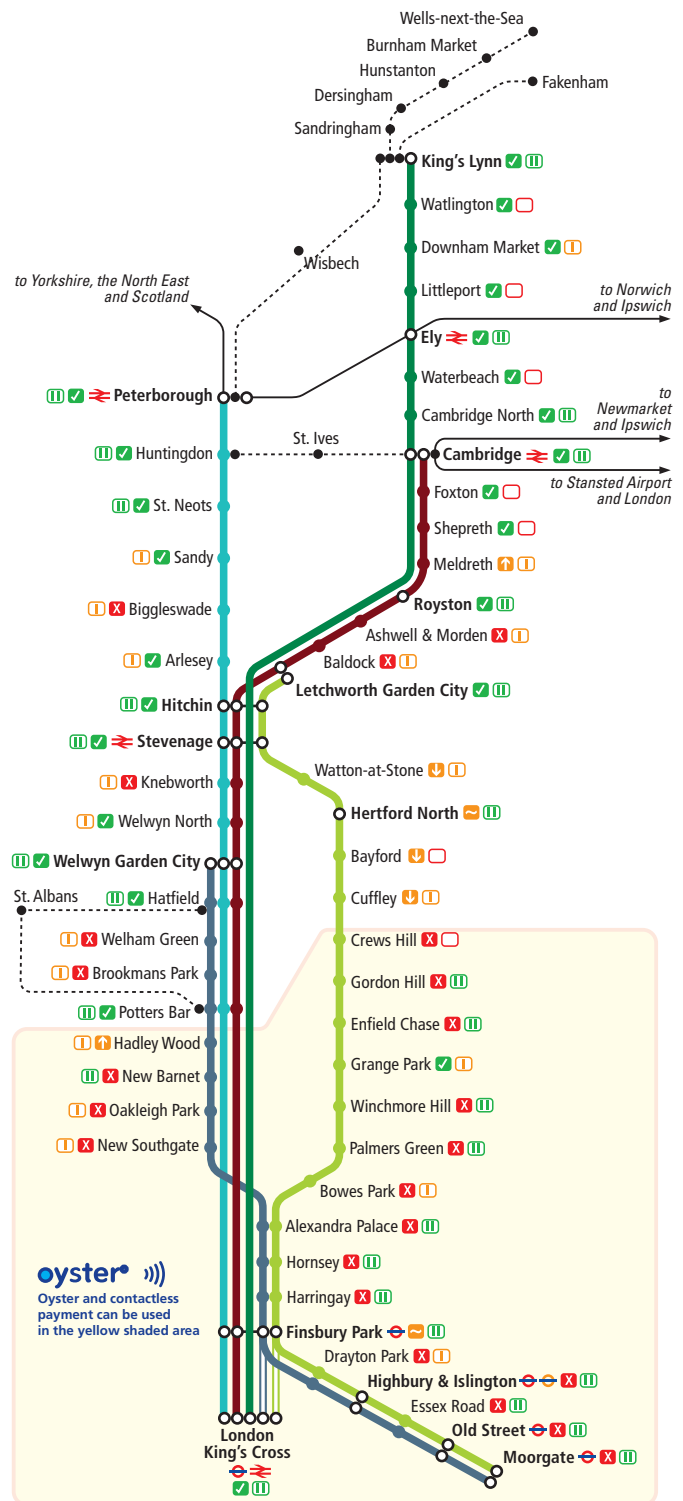 Wells-next-the-Sea
Burnham Market
Hunstanton
Fakenham
Dersingham
Sandringham
King's Lynn
Watlington
Downham Market
Wisbech
to Yorkshire, the North East
and Scotland
Littleport
to Norwich
and Ipswich
Ely
Waterbeach
Peterborough
to
Newmarket
and Ipswich
Cambridge North
St. Ives
Huntingdon
Cambridge
to Stansted Airport
and London
Foxton
St. Neots
Shepreth
Sandy
Meldreth
Biggleswade
Royston
Ashwell & Morden
Arlesey
Baldock
Letchworth Garden City
Hitchin
Stevenage
Watton-at-Stone
Knebworth
Hertford North
Welwyn North
Bayford
Welwyn Garden City
St. Albans
Hatfield
Cuffley
Welham Green
Crews Hill
Brookmans Park
Gordon Hill
Potters Bar
Enfield Chase
Hadley Wood
Grange Park
New Barnet
Winchmore Hill
Oakleigh Park
New Southgate
Palmers Green
Bowes Park
Alexandra Palace
Hornsey
oyster
Oyster and contactless
payment can be used
in the yellow shaded area
Harringay
Finsbury Park
Drayton Park
Highbury & Islington
Essex Road
London
King's Cross
Old Street
Moorgate